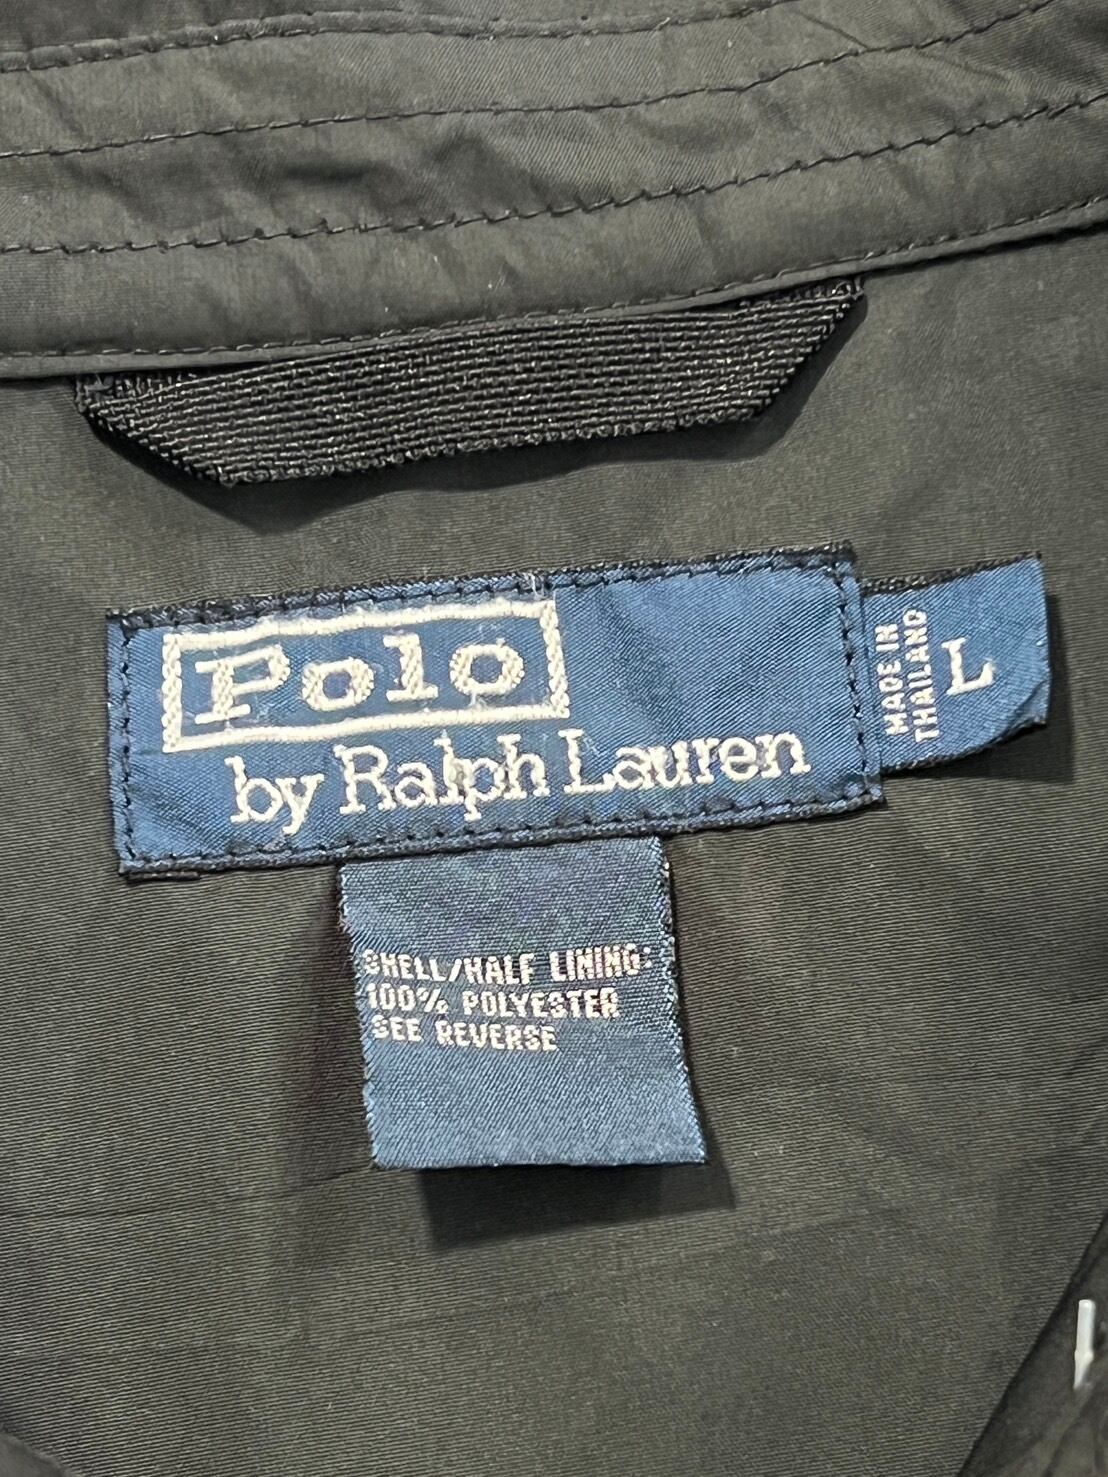 Polo
by Ralph Lauren
MADE IN
THAILAND
L
SHELL/HALF LINING:
100% POLYESTER
SEE REVERSE